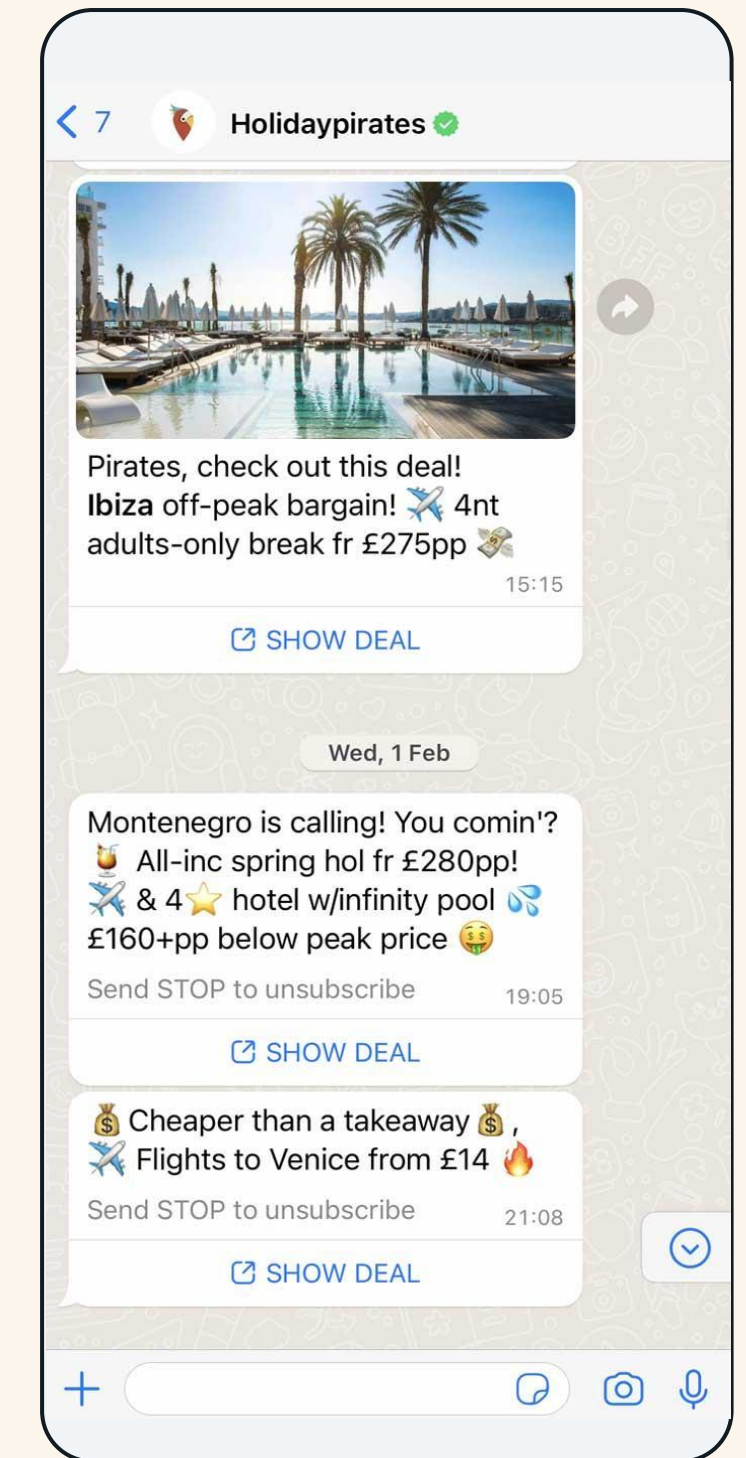 7
Holidaypirates
Pirates, check out this deal!
Ibiza off-peak bargain! ✈️ 4nt
adults-only break fr £275pp 💸
15:15
SHOW DEAL
Wed, 1 Feb
Montenegro is calling! You comin'?
🍹 All-inc spring hol fr £280pp!
✈️ & 4⭐ hotel w/infinity pool 💦
£160+pp below peak price 🤑
Send STOP to unsubscribe
19:05
SHOW DEAL
💰Cheaper than a takeaway💰,
✈️ Flights to Venice from £14 🔥
Send STOP to unsubscribe
21:08
SHOW DEAL